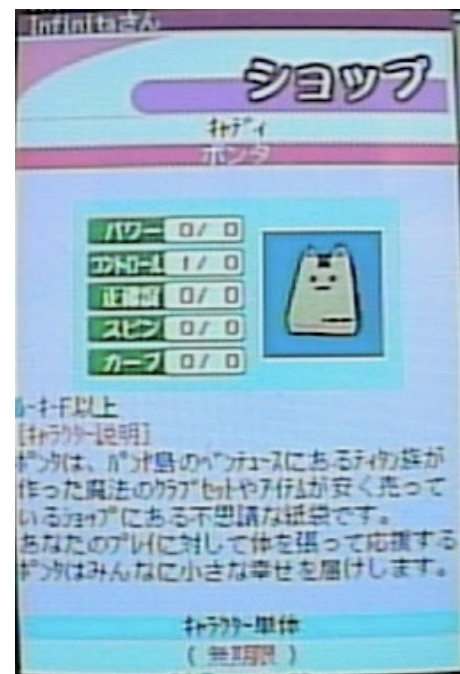 Infinitaさん
ショップ
ｷｬﾃﾞｨ
ポンタ
パワー 0/ 0
ｺﾝﾄﾛｰﾙ 1/ 0
正確性 0/ 0
スピン 0/ 0
カーブ 0/ 0
ﾙｰｷｰF以上
[ｷｬﾗｸﾀｰ説明]
ﾎﾟﾝﾀは、ﾊﾟﾝﾔ島のﾍﾞﾝﾁｭｰｽにあるﾃｨﾀﾝ族が
作った魔法のｸﾗﾌﾞｾｯﾄやｱｲﾃﾑが安く売って
いるｼｮｯﾌﾟにある不思議な紙袋です。
あなたのﾌﾟﾚｲに対して体を張って応援する
ﾎﾟﾝﾀはみんなに小さな幸せを届けします。
ｷｬﾗｸﾀｰ単体
( 無期限 )